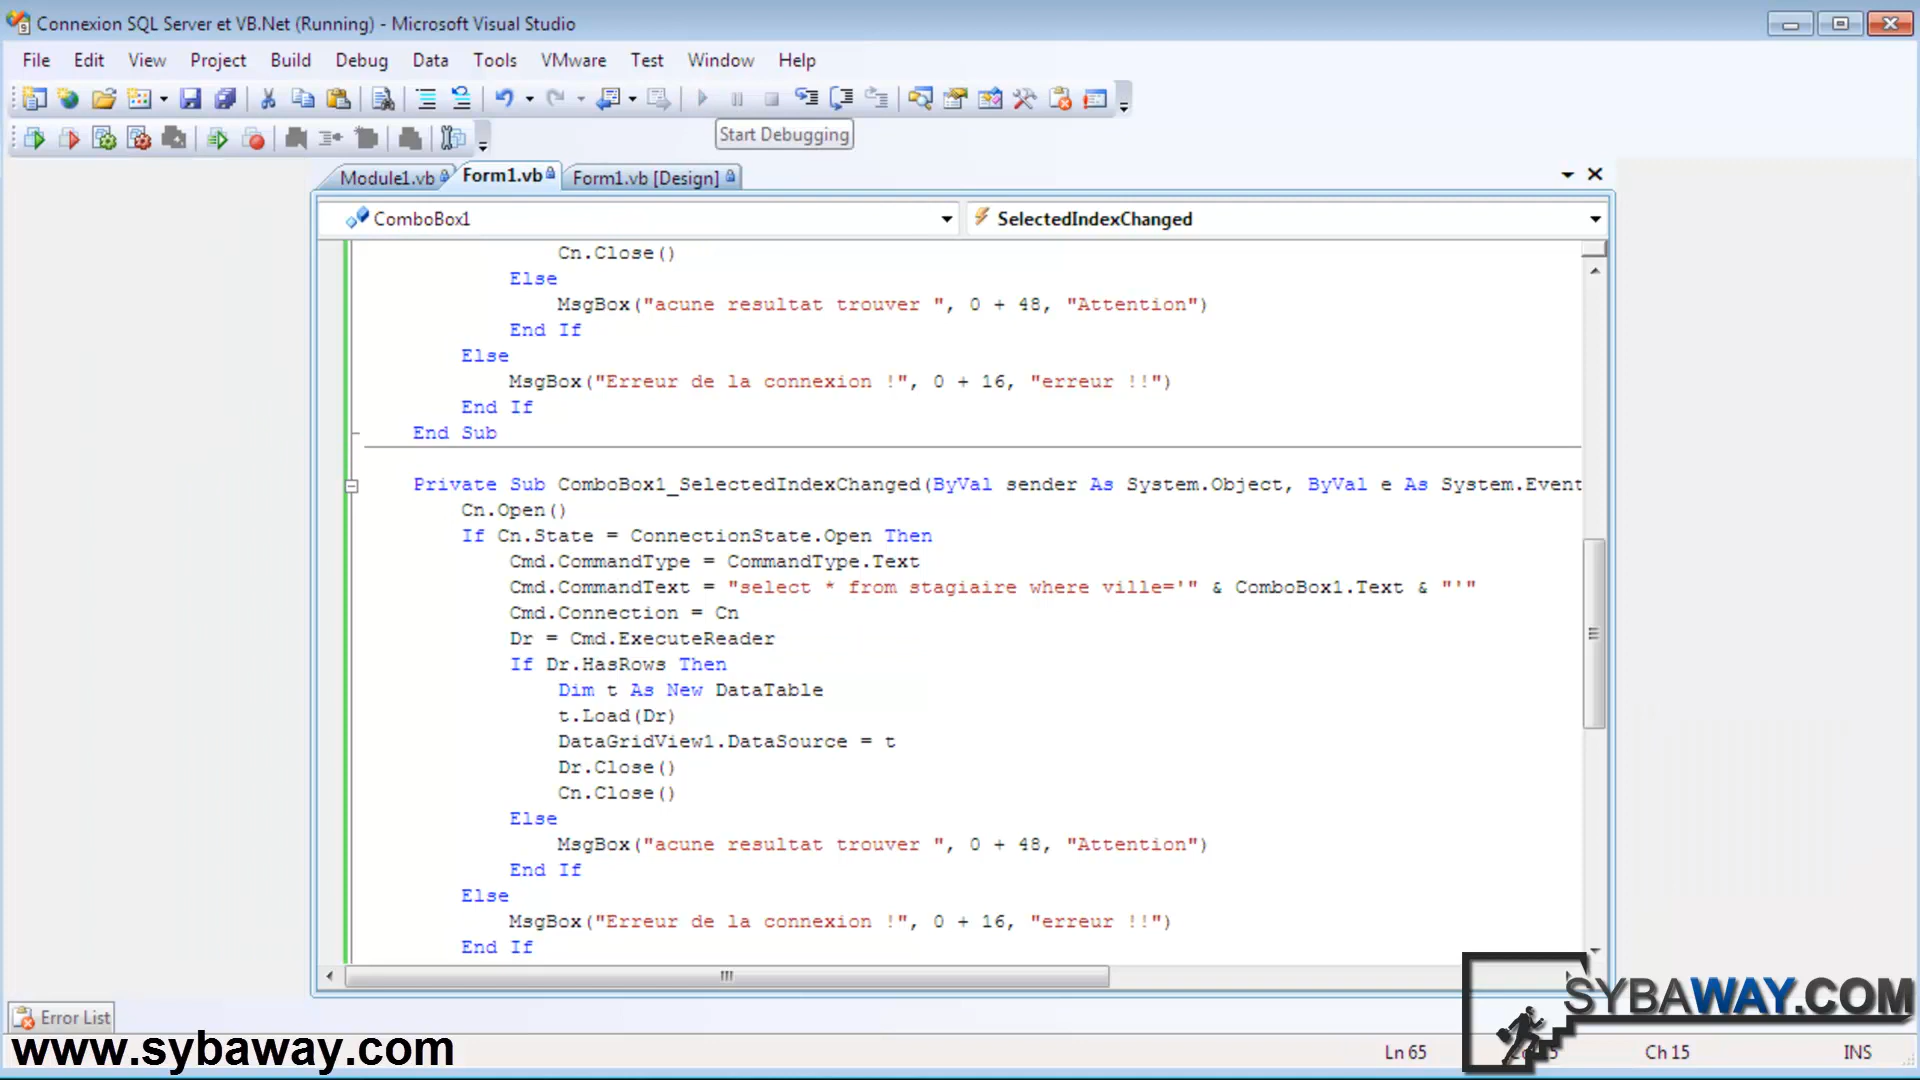 Connexion SQL Server et VB.Net (Running) - Microsoft Visual Studio
File Edit View Project Build Debug Data Tools VMware Test Window Help
Start Debugging
Module1.vb Form1.vb Form1.vb [Design]
ComboBox1 SelectedIndexChanged
Cn.Close()
Else
MsgBox("acune resultat trouver ", 0 + 48, "Attention")
End If
Else
MsgBox("Erreur de la connexion !", 0 + 16, "erreur !!")
End If
End Sub
Private Sub ComboBox1_SelectedIndexChanged(ByVal sender As System.Object, ByVal e As System.Event
Cn.Open()
If Cn.State = ConnectionState.Open Then
Cmd.CommandType = CommandType.Text
Cmd.CommandText = "select * from stagiaire where ville='" & ComboBox1.Text & "'"
Cmd.Connection = Cn
Dr = Cmd.ExecuteReader
If Dr.HasRows Then
Dim t As New DataTable
t.Load(Dr)
DataGridView1.DataSource = t
Dr.Close()
Cn.Close()
Else
MsgBox("acune resultat trouver ", 0 + 48, "Attention")
End If
Else
MsgBox("Erreur de la connexion !", 0 + 16, "erreur !!")
End If
SYBAWAY.COM
Error List
www.sybaway.com
Ln 65 Ch 15 INS